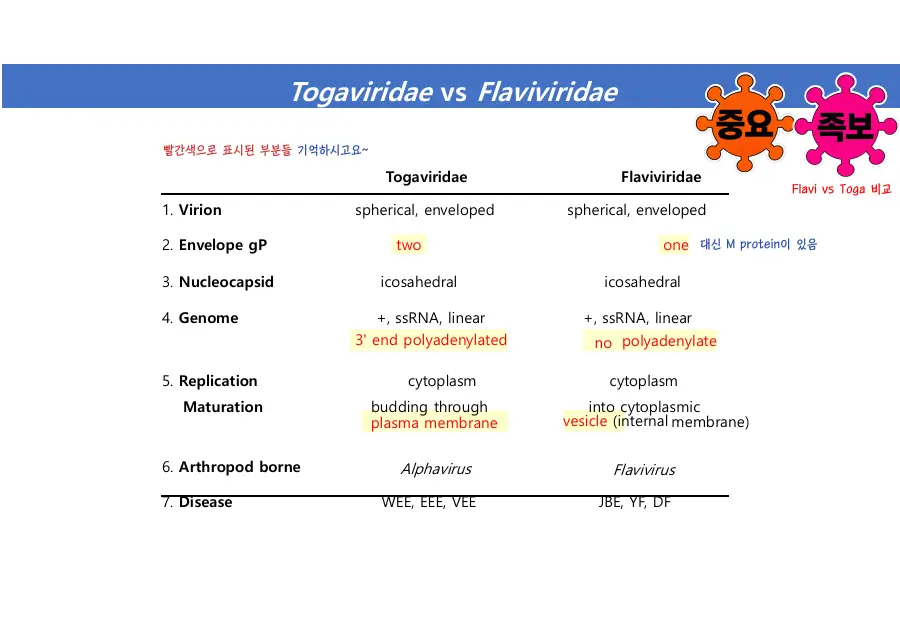 Togaviridae vs Flaviviridae
중요
족보
빨간색으로 표시된 부분들 기억하시고요~
Flavi vs Toga 비교
Togaviridae Flaviviridae
1. Virion spherical, enveloped spherical, enveloped
2. Envelope gP two one 대신 M protein이 있음
3. Nucleocapsid icosahedral icosahedral
4. Genome +, ssRNA, linear +, ssRNA, linear
3' end polyadenylated no polyadenylate
5. Replication cytoplasm cytoplasm
Maturation budding through into cytoplasmic
plasma membrane vesicle (internal membrane)
6. Arthropod borne Alphavirus Flavivirus
7. Disease WEE, EEE, VEE JBE, YF, DF